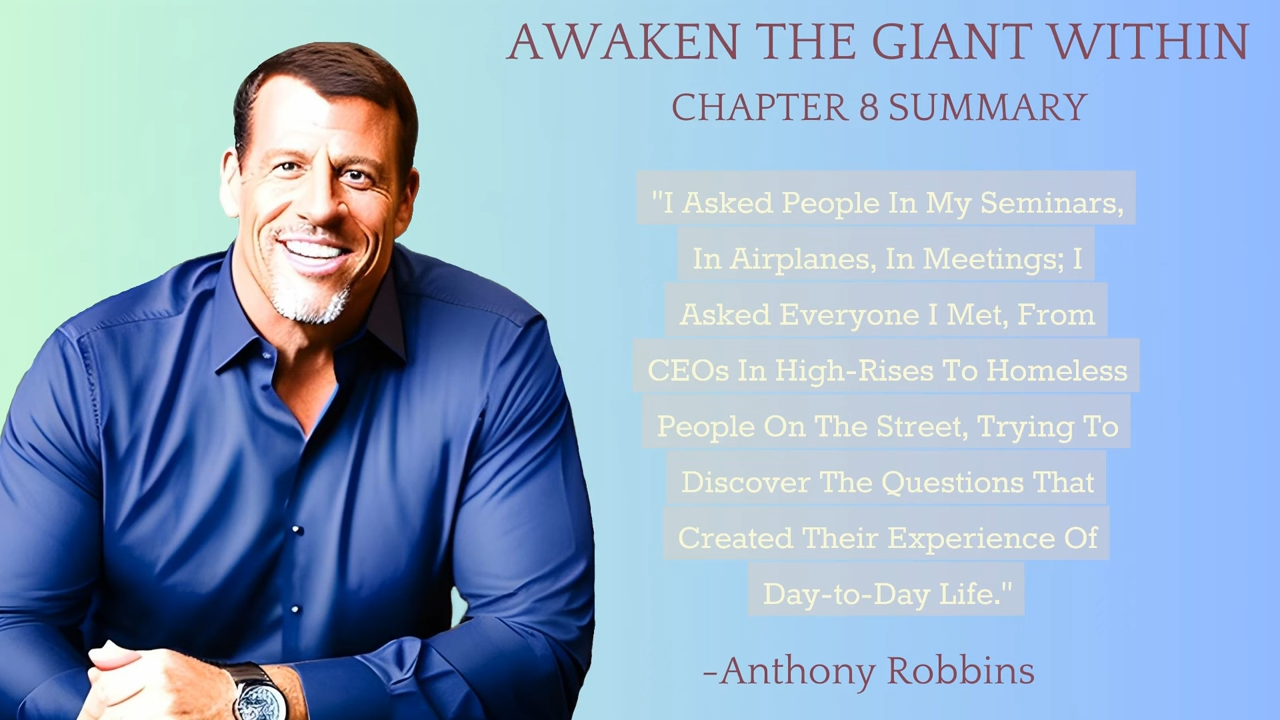 AWAKEN THE GIANT WITHIN
CHAPTER 8 SUMMARY
"I Asked People In My Seminars,
In Airplanes, In Meetings; I
Asked Everyone I Met, From
CEOs In High-Rises To Homeless
People On The Street, Trying To
Discover The Questions That
Created Their Experience Of
Day-to-Day Life."
–Anthony Robbins